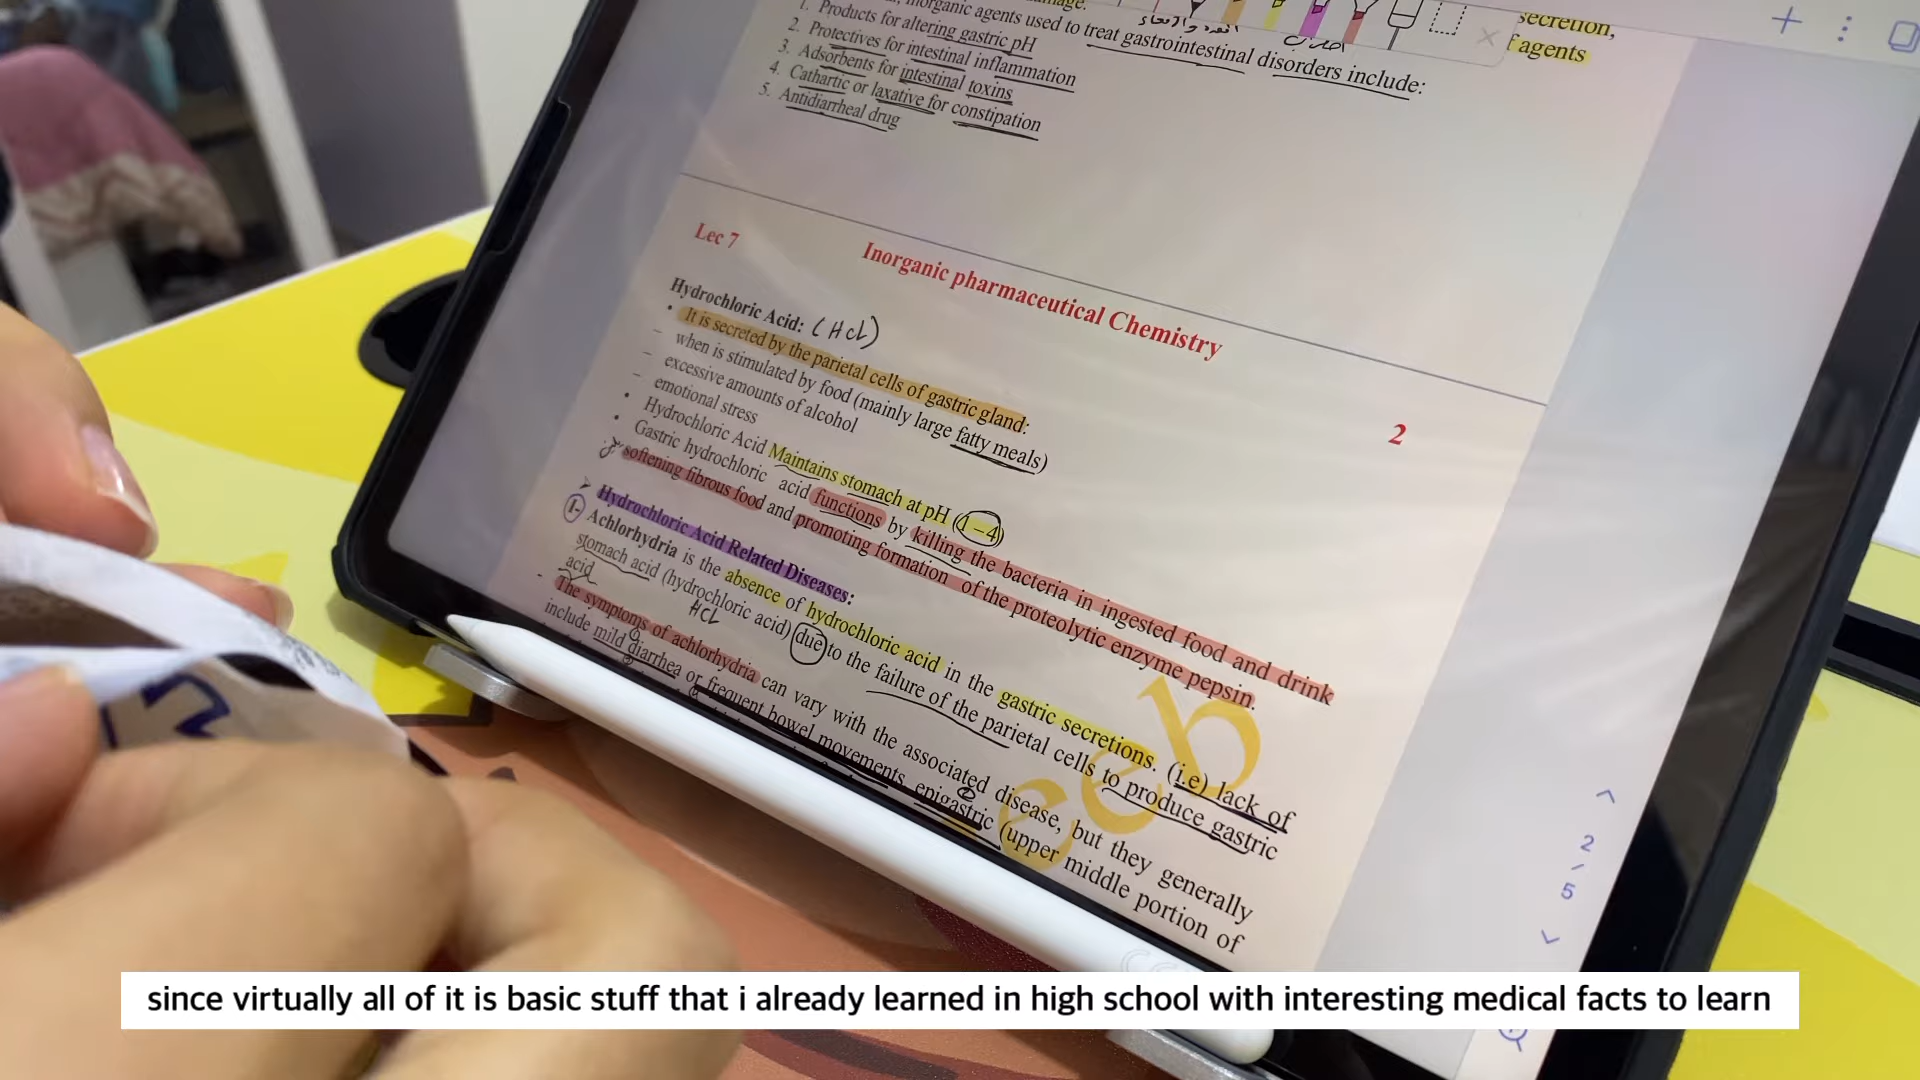 secretion,
f agents
inorganic agents used to treat gastrointestinal disorders include:
1. Products for altering gastric pH
2. Protectives for intestinal inflammation
3. Adsorbents for intestinal toxins
4. Cathartic or laxative for constipation
5. Antidiarrheal drug
Lec 7
Inorganic pharmaceutical Chemistry
2
Hydrochloric Acid: (HCL)
• It is secreted by the parietal cells of gastric gland:
– when is stimulated by food (mainly large fatty meals)
– excessive amounts of alcohol
– emotional stress
• Hydrochloric Acid Maintains stomach at pH (1–4)
• Gastric hydrochloric acid functions by killing the bacteria in ingested food and drink
softening fibrous food and promoting formation of the proteolytic enzyme pepsin.
➢ Hydrochloric Acid Related Diseases:
1- Achlorhydria is the absence of hydrochloric acid in the gastric secretions. (i.e) lack of
stomach acid (hydrochloric acid) due to the failure of the parietal cells to produce gastric
acid
HCL
- The symptoms of achlorhydria can vary with the associated disease, but they generally
include mild diarrhea or frequent bowel movements, epigastric (upper middle portion of
eeb
2
/
5
since virtually all of it is basic stuff that i already learned in high school with interesting medical facts to learn